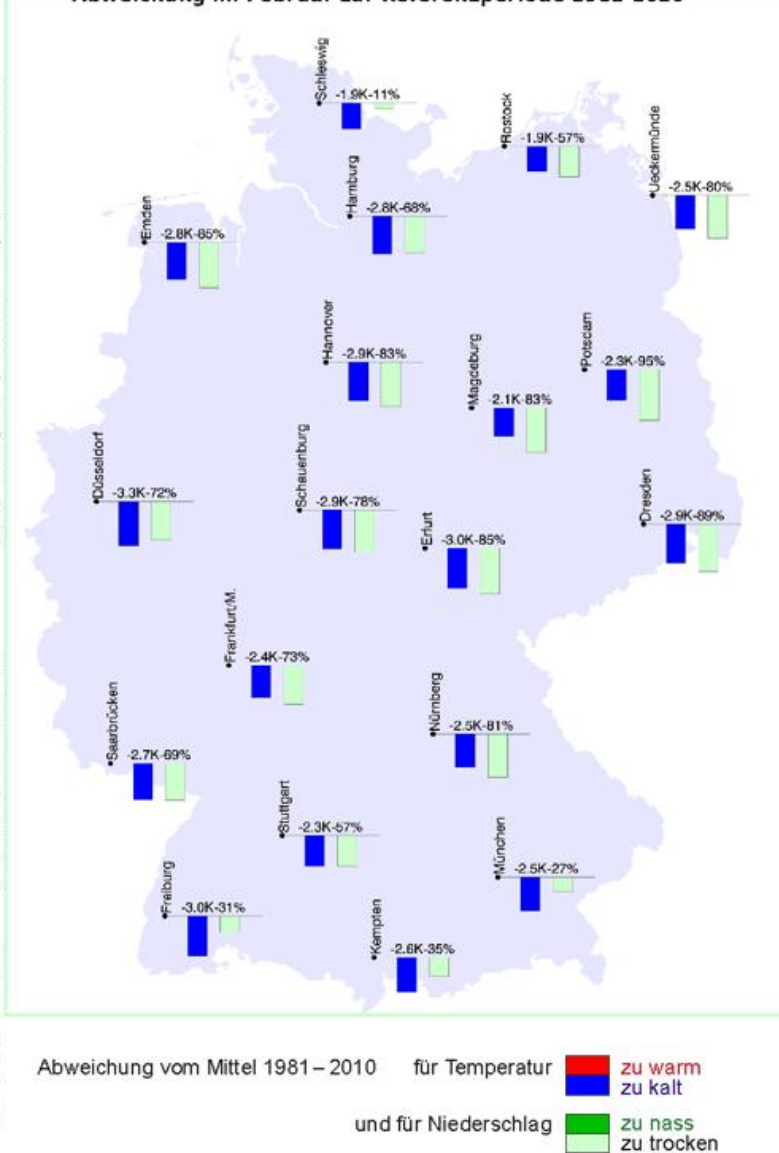 Schleswig
-1.9K-11%
Rostock
-1.9K-57%
Ueckermünde
-2.5K-80%
Hamburg
-2.8K-68%
Emden
-2.8K-85%
Hannover
-2.9K-83%
Magdeburg
-2.1K-83%
Potsdam
-2.3K-95%
Düsseldorf
-3.3K-72%
Schauenburg
-2.9K-78%
Erfurt
-3.0K-85%
Dresden
-2.9K-89%
Frankfurt/M.
-2.4K-73%
Saarbrücken
-2.7K-69%
Nürnberg
-2.5K-81%
Stuttgart
-2.3K-57%
München
-2.5K-27%
Freiburg
-3.0K-31%
Kempten
-2.6K-35%
Abweichung vom Mittel 1981 – 2010 für Temperatur zu warm
zu kalt
und für Niederschlag zu nass
zu trocken